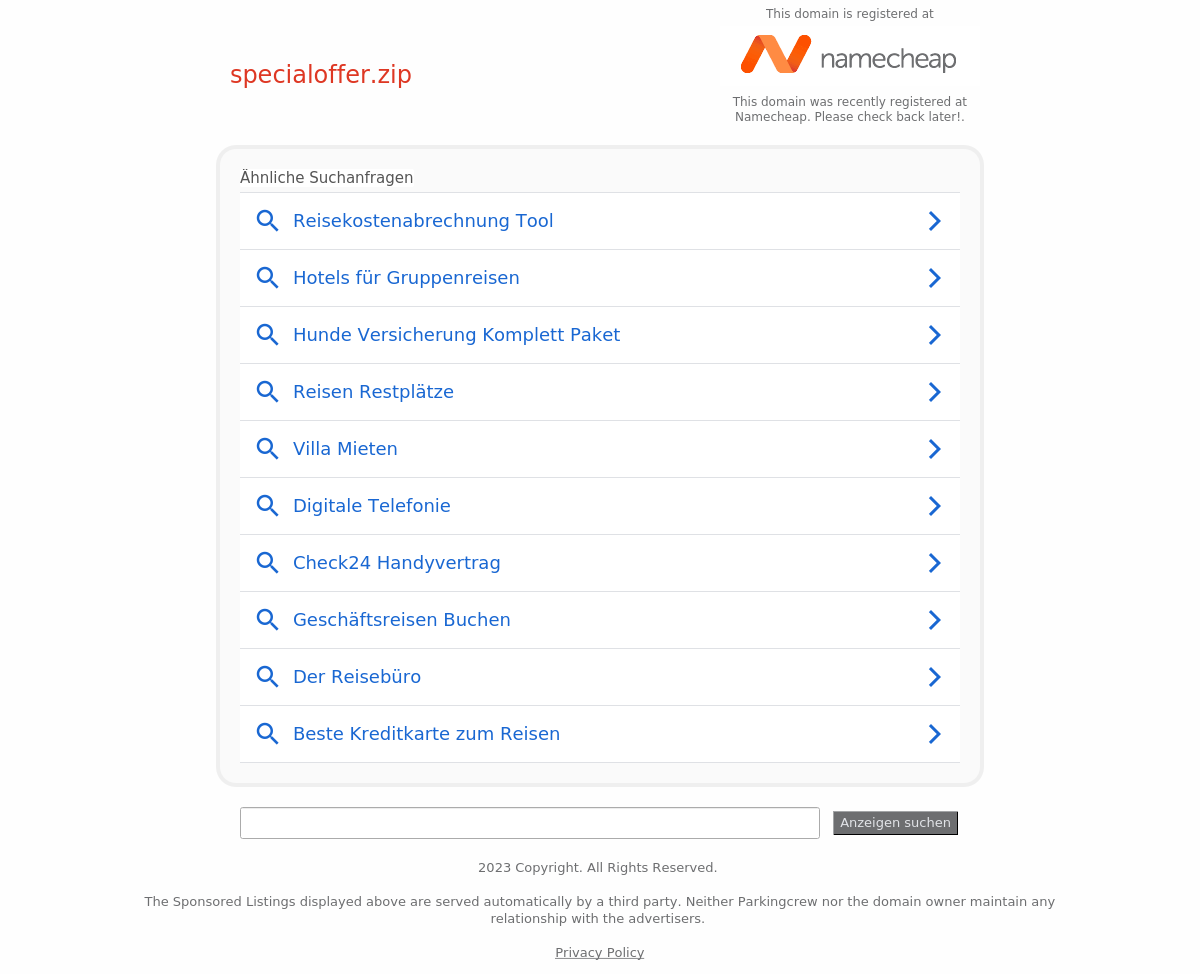 This domain is registered at
namecheap
specialoffer.zip
This domain was recently registered at
Namecheap. Please check back later!.
Ähnliche Suchanfragen
Reisekostenabrechnung Tool
Hotels für Gruppenreisen
Hunde Versicherung Komplett Paket
Reisen Restplätze
Villa Mieten
Digitale Telefonie
Check24 Handyvertrag
Geschäftsreisen Buchen
Der Reisebüro
Beste Kreditkarte zum Reisen
Anzeigen suchen
2023 Copyright. All Rights Reserved.
The Sponsored Listings displayed above are served automatically by a third party. Neither Parkingcrew nor the domain owner maintain any
relationship with the advertisers.
Privacy Policy